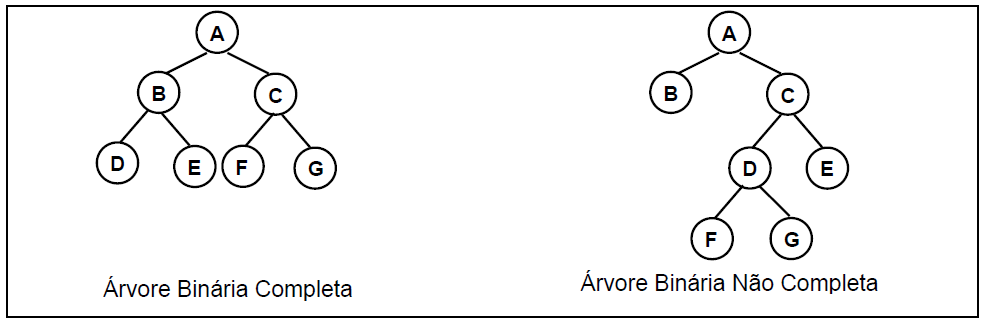 A
B C
D E F G
Árvore Binária Completa
A
B C
D E
F G
Árvore Binária Não Completa